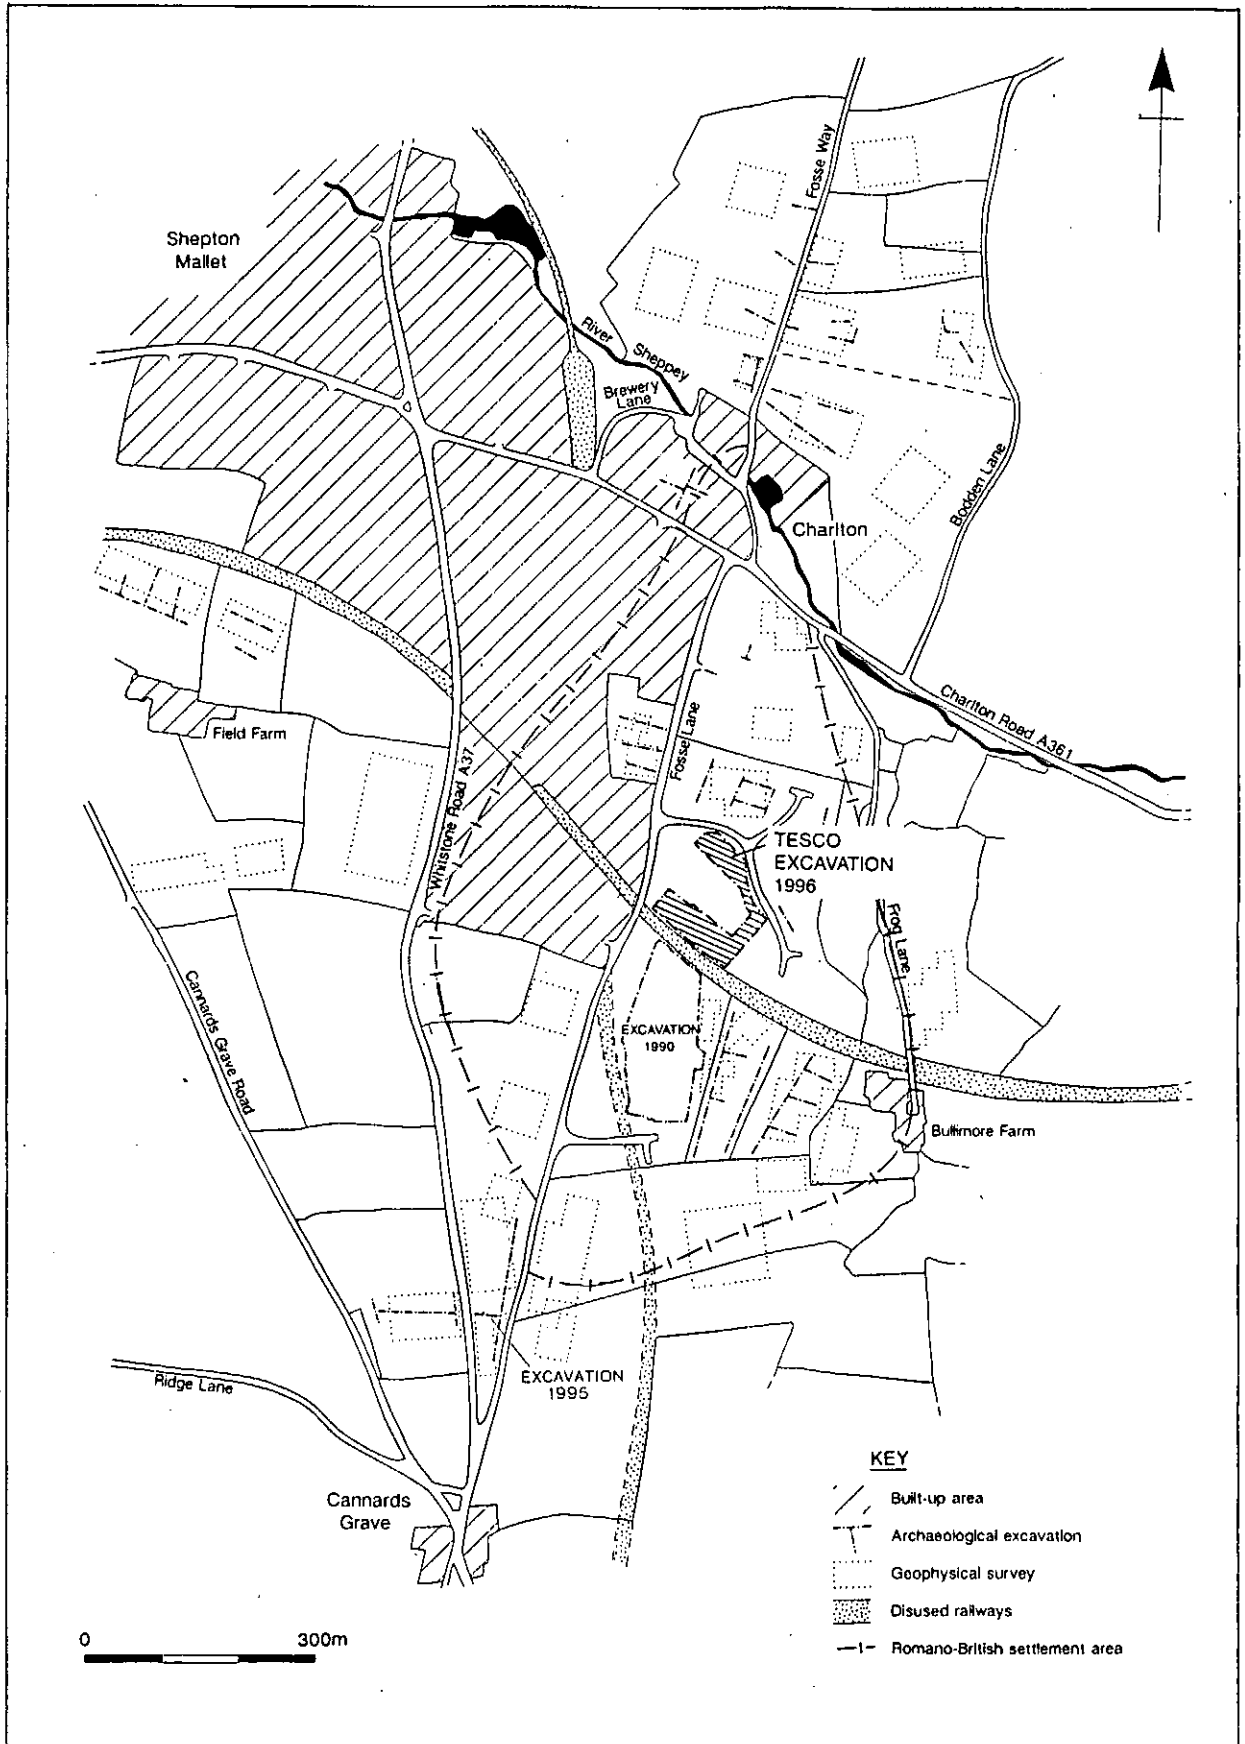 Shepton
Mallet
Fosse Way
River Sheppey
Brewery
Lane
Bodden Lane
Charlton
Charlton Road A361
Field Farm
Fosse Lane
Whitstone Road A37
TESCO
EXCAVATION
1996
Frog Lane
Cannards Grave Road
EXCAVATION
1990
Bullimore Farm
EXCAVATION
1995
Ridge Lane
Cannards
Grave
KEY
Built-up area
Archaeological excavation
Geophysical survey
Disused railways
Romano-British settlement area
0 300m